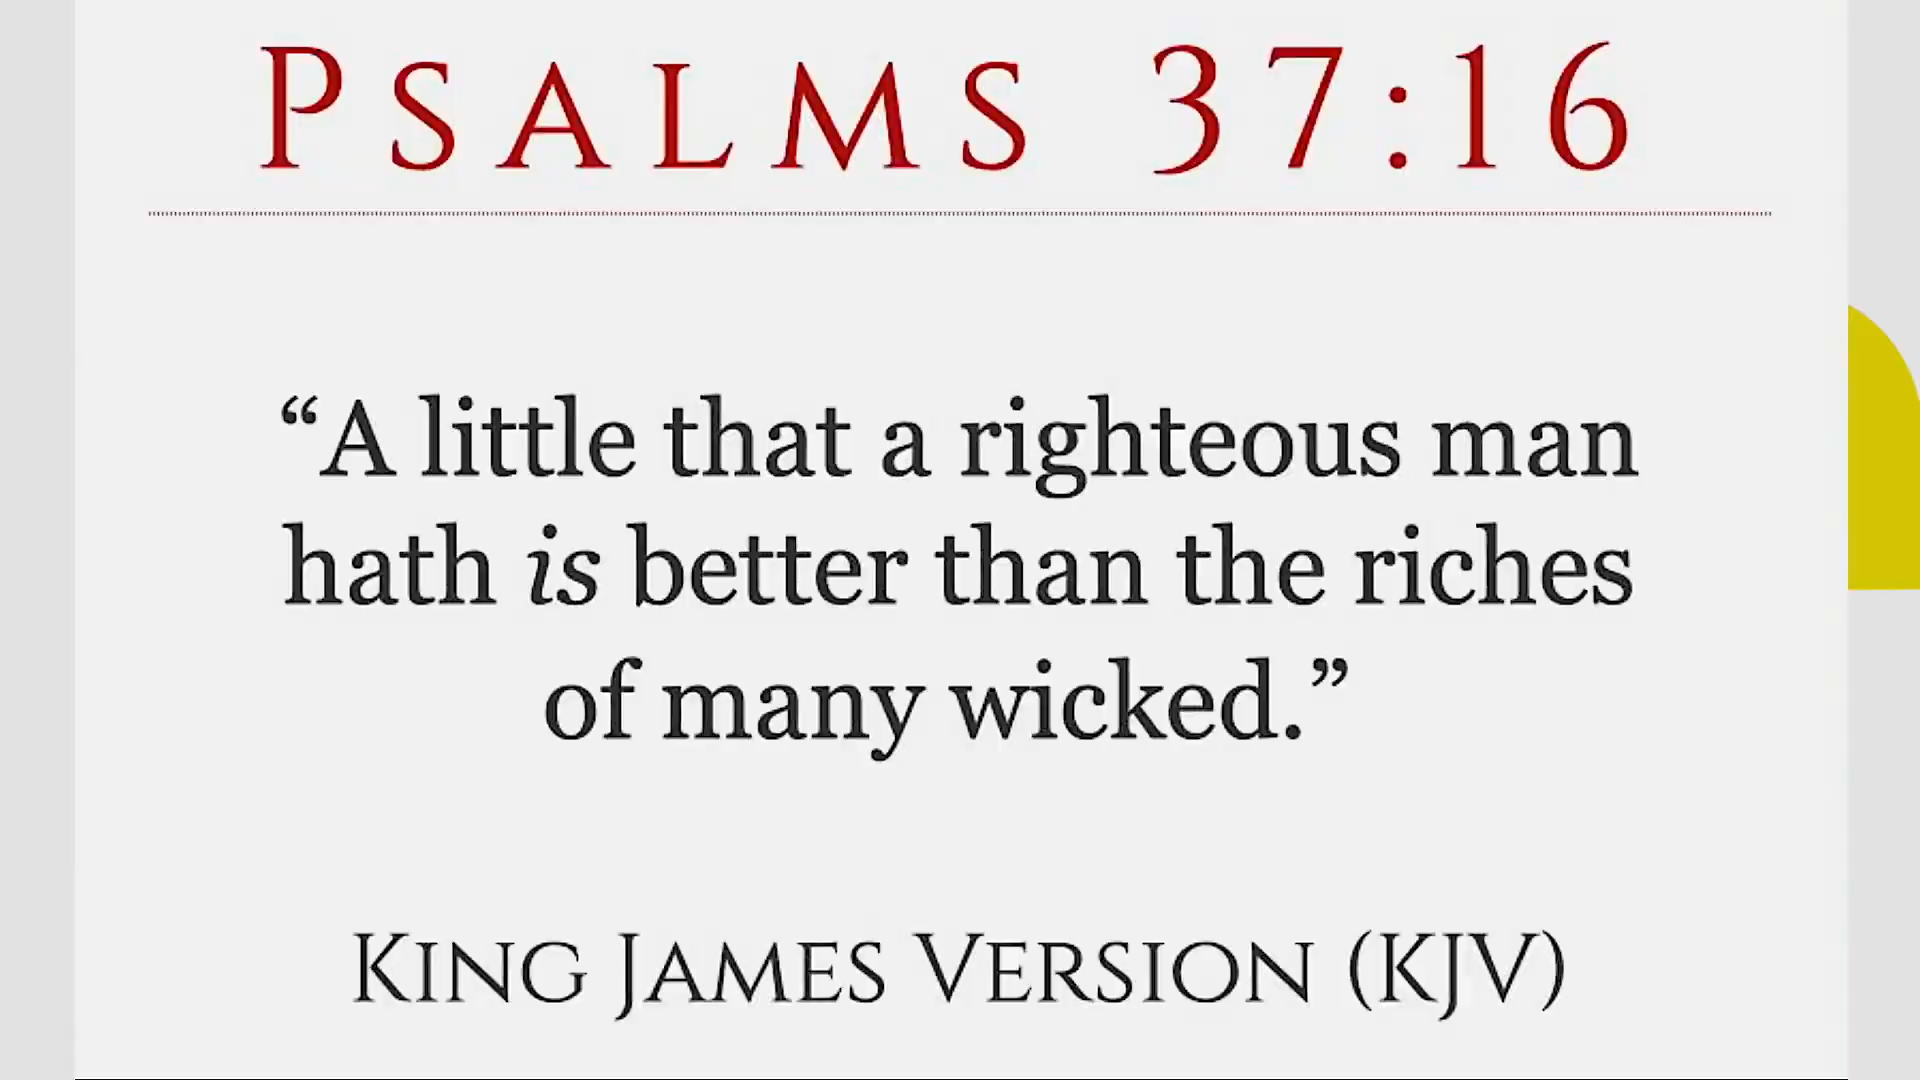 PSALMS 37:16
“A little that a righteous man
hath is better than the riches
of many wicked.”
KING JAMES VERSION (KJV)